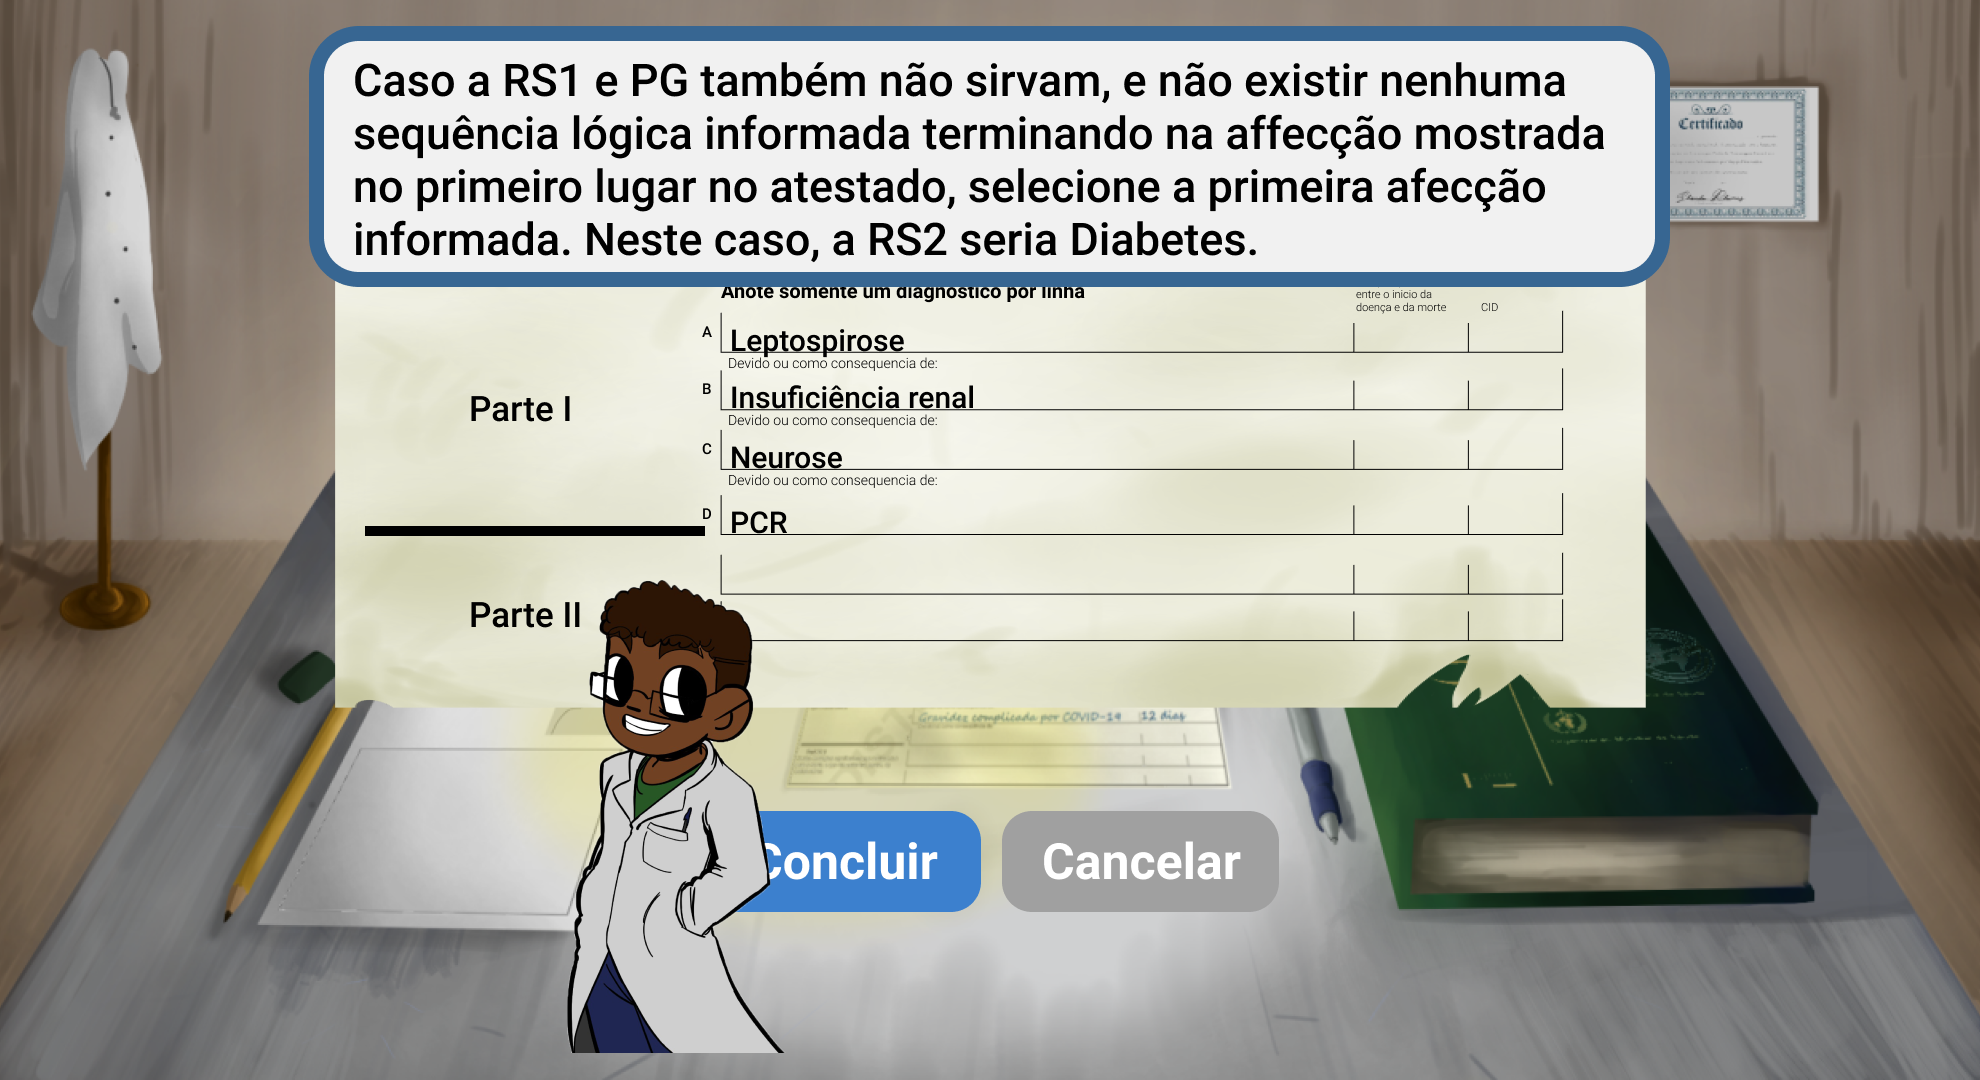 Caso a RS1 e PG também não sirvam, e não existir nenhuma
sequência lógica informada terminando na affecção mostrada
no primeiro lugar no atestado, selecione a primeira afecção
informada. Neste caso, a RS2 seria Diabetes.
Certificado
Anote somente um diagnóstico por linha
entre o inicio da
doença e da morte
CID
A
Leptospirose
Devido ou como consequencia de:
B
Insuficiência renal
Devido ou como consequencia de:
Parte I
C
Neurose
Devido ou como consequencia de:
D
PCR
Parte II
Gravidez complicada por COVID-19 12 dias
Concluir
Cancelar